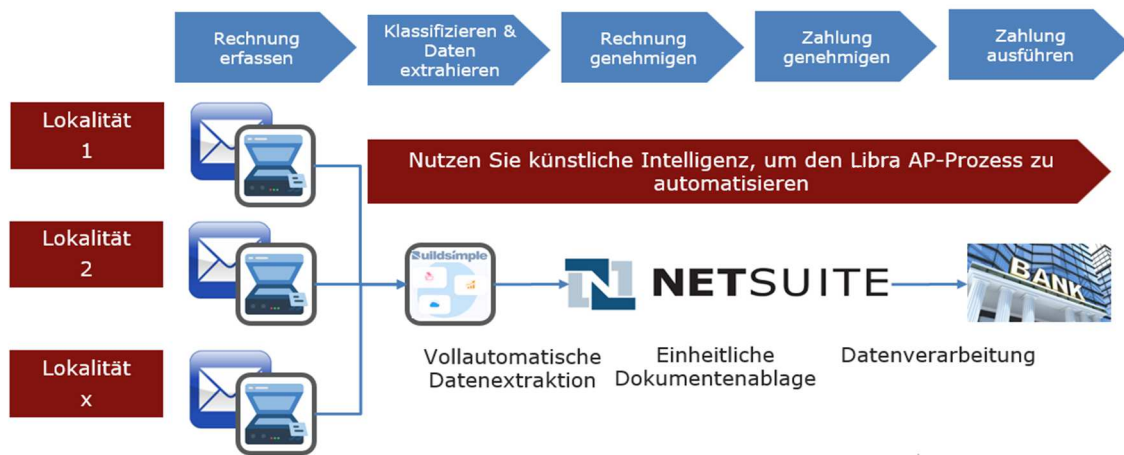 Rechnung
erfassen
Klassifizieren &
Daten
extrahieren
Rechnung
genehmigen
Zahlung
genehmigen
Zahlung
ausführen
Lokalität
1
Nutzen Sie künstliche Intelligenz, um den Libra AP-Prozess zu
automatisieren
Lokalität
2
Buildsimple
N NETSUITE
BANK
Vollautomatische
Datenextraktion
Einheitliche
Dokumentenablage
Datenverarbeitung
Lokalität
x